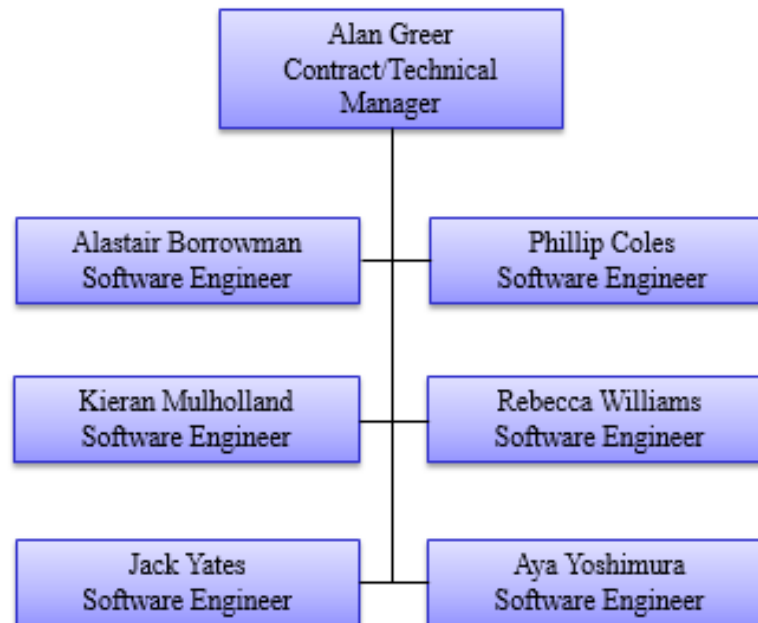 Alan Greer
Contract/Technical
Manager
Alastair Borrowman
Software Engineer
Phillip Coles
Software Engineer
Kieran Mulholland
Software Engineer
Rebecca Williams
Software Engineer
Jack Yates
Software Engineer
Aya Yoshimura
Software Engineer